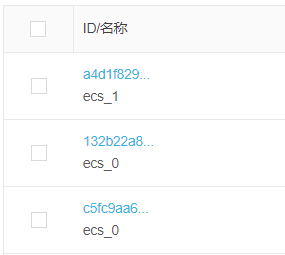 ID/名称
a4d1f829...
ecs_1
132b22a8...
ecs_0
c5fc9aa6...
ecs_0